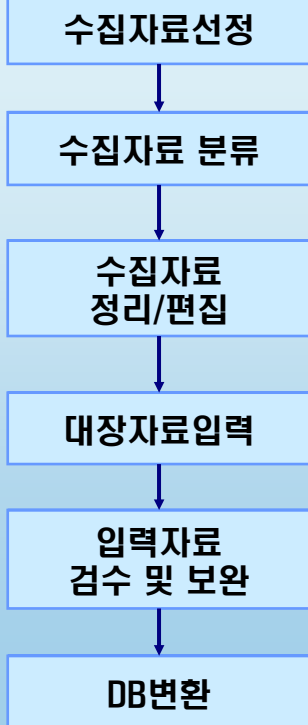 수집자료선정
수집자료 분류
수집자료
정리/편집
대장자료입력
입력자료
검수 및 보완
DB변환